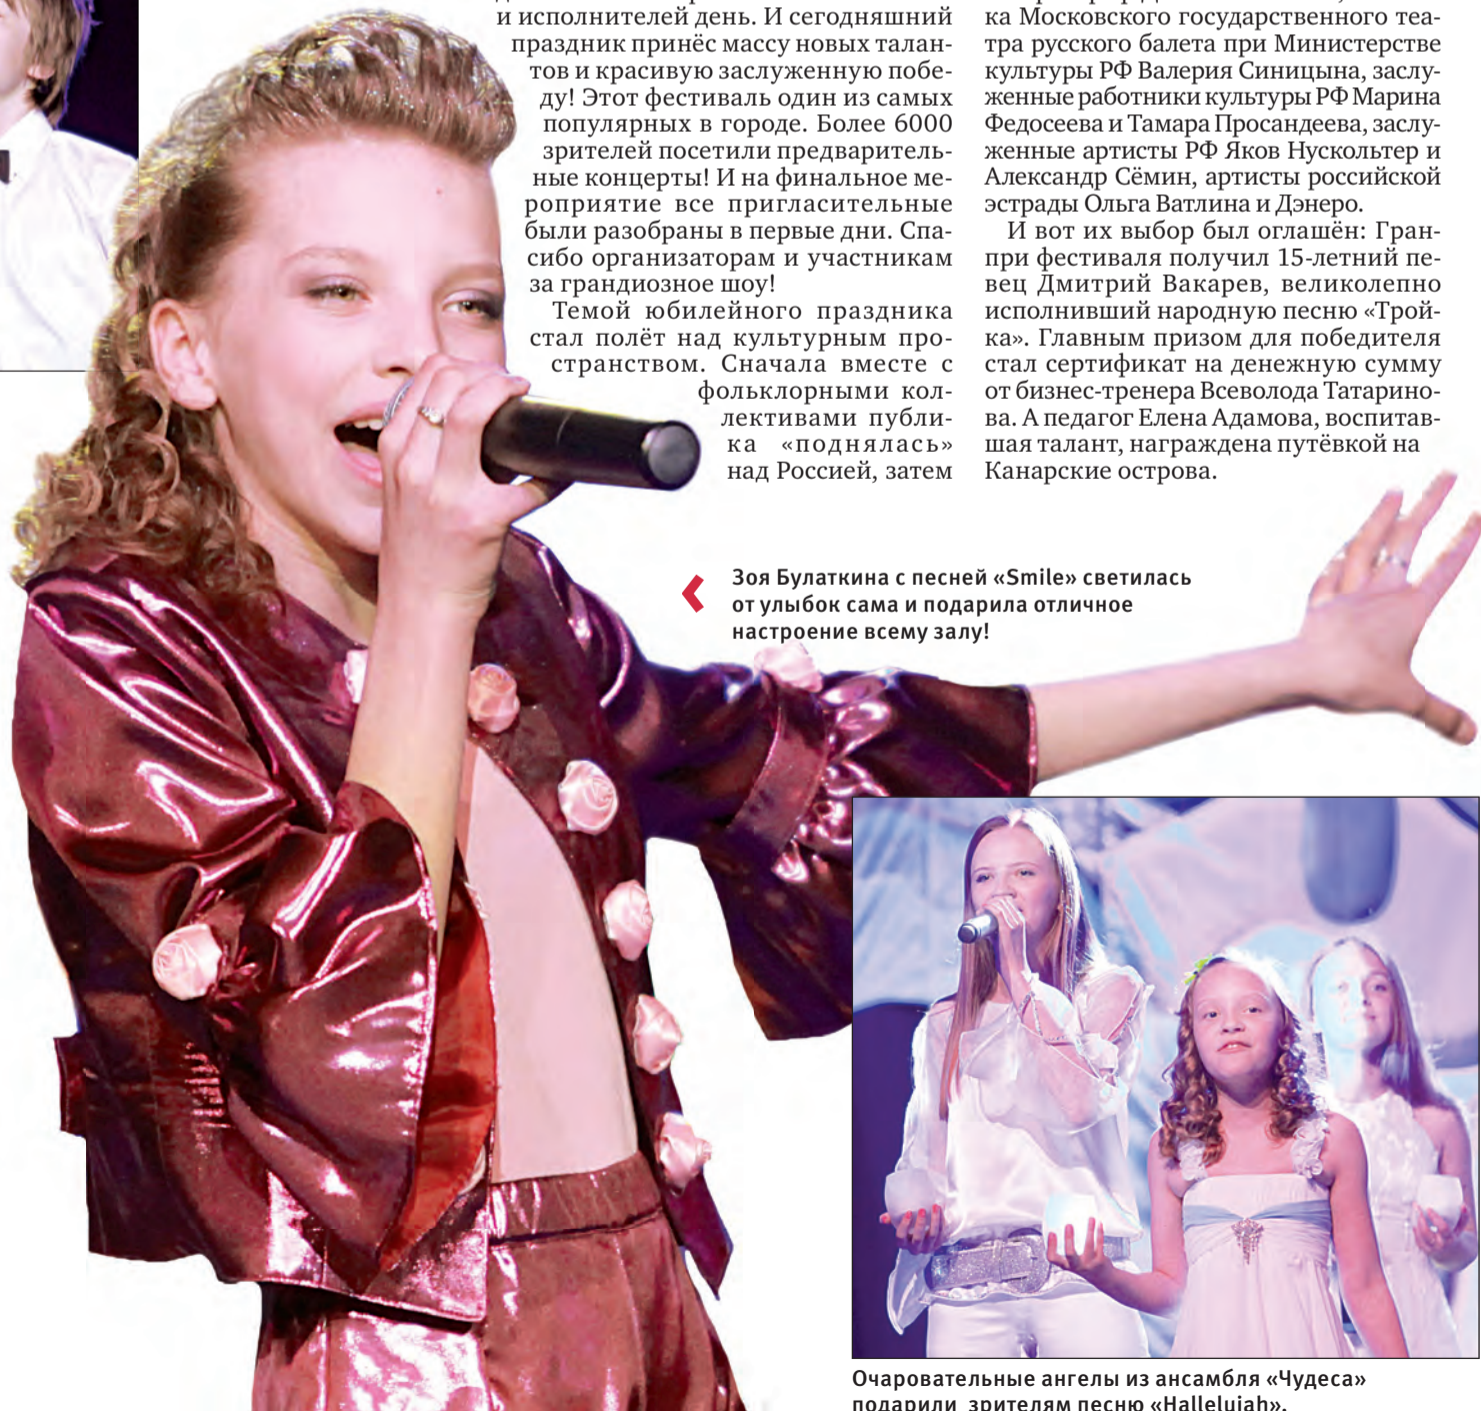 и исполнителей день. И сегодняшний
праздник принёс массу новых талан-
тов и красивую заслуженную побе-
ду! Этот фестиваль один из самых
популярных в городе. Более 6000
зрителей посетили предваритель-
ные концерты! И на финальное ме-
роприятие все пригласительные
были разобраны в первые дни. Спа-
сибо организаторам и участникам
за грандиозное шоу!
Темой юбилейного праздника
стал полёт над культурным про-
странством. Сначала вместе с
фольклорными кол-
лективами публи-
ка «поднялась»
над Россией, затем
ка Московского государственного теа-
тра русского балета при Министерстве
культуры РФ Валерия Синицына, заслу-
женные работники культуры РФ Марина
Федосеева и Тамара Просандеева, заслу-
женные артисты РФ Яков Нускольтер и
Александр Сёмин, артисты российской
эстрады Ольга Ватлина и Дэнеро.
И вот их выбор был оглашён: Гран-
при фестиваля получил 15-летний пе-
вец Дмитрий Вакарев, великолепно
исполнивший народную песню «Трой-
ка». Главным призом для победителя
стал сертификат на денежную сумму
от бизнес-тренера Всеволода Татарино-
ва. А педагог Елена Адамова, воспитав-
шая талант, награждена путёвкой на
Канарские острова.
Зоя Булаткина с песней «Smile» светилась
от улыбок сама и подарила отличное
настроение всему залу!
Очаровательные ангелы из ансамбля «Чудеса»
подарили зрителям песню «Hallelujah».